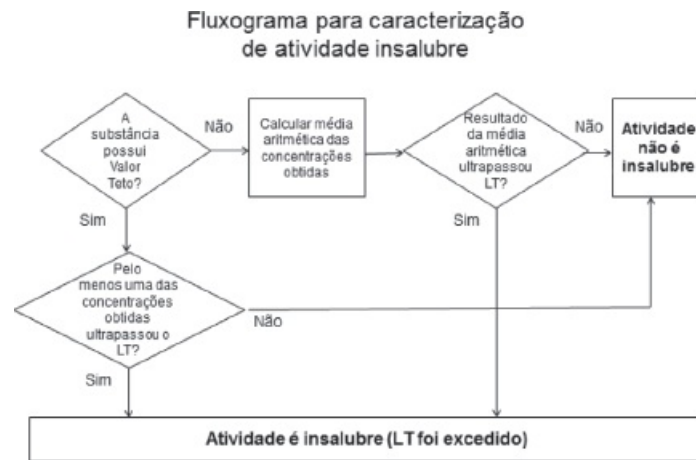 Fluxograma para caracterização
de atividade insalubre
A
substância
possui
Valor
Teto?
Não
Calcular média
aritmética das
concentrações
obtidas
Resultado
da média
aritmética
ultrapassou
LT?
Não
Atividade
não é
insalubre
Sim
Sim
Pelo
menos uma das
concentrações
obtidas
ultrapassou o
LT?
Não
Sim
Atividade é insalubre (LT foi excedido)